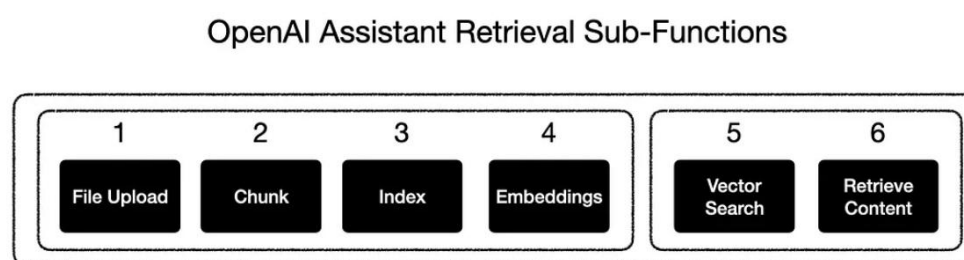 OpenAI Assistant Retrieval Sub-Functions
1 2 3 4 5 6
File Upload
Chunk
Index
Embeddings
Vector
Search
Retrieve
Content